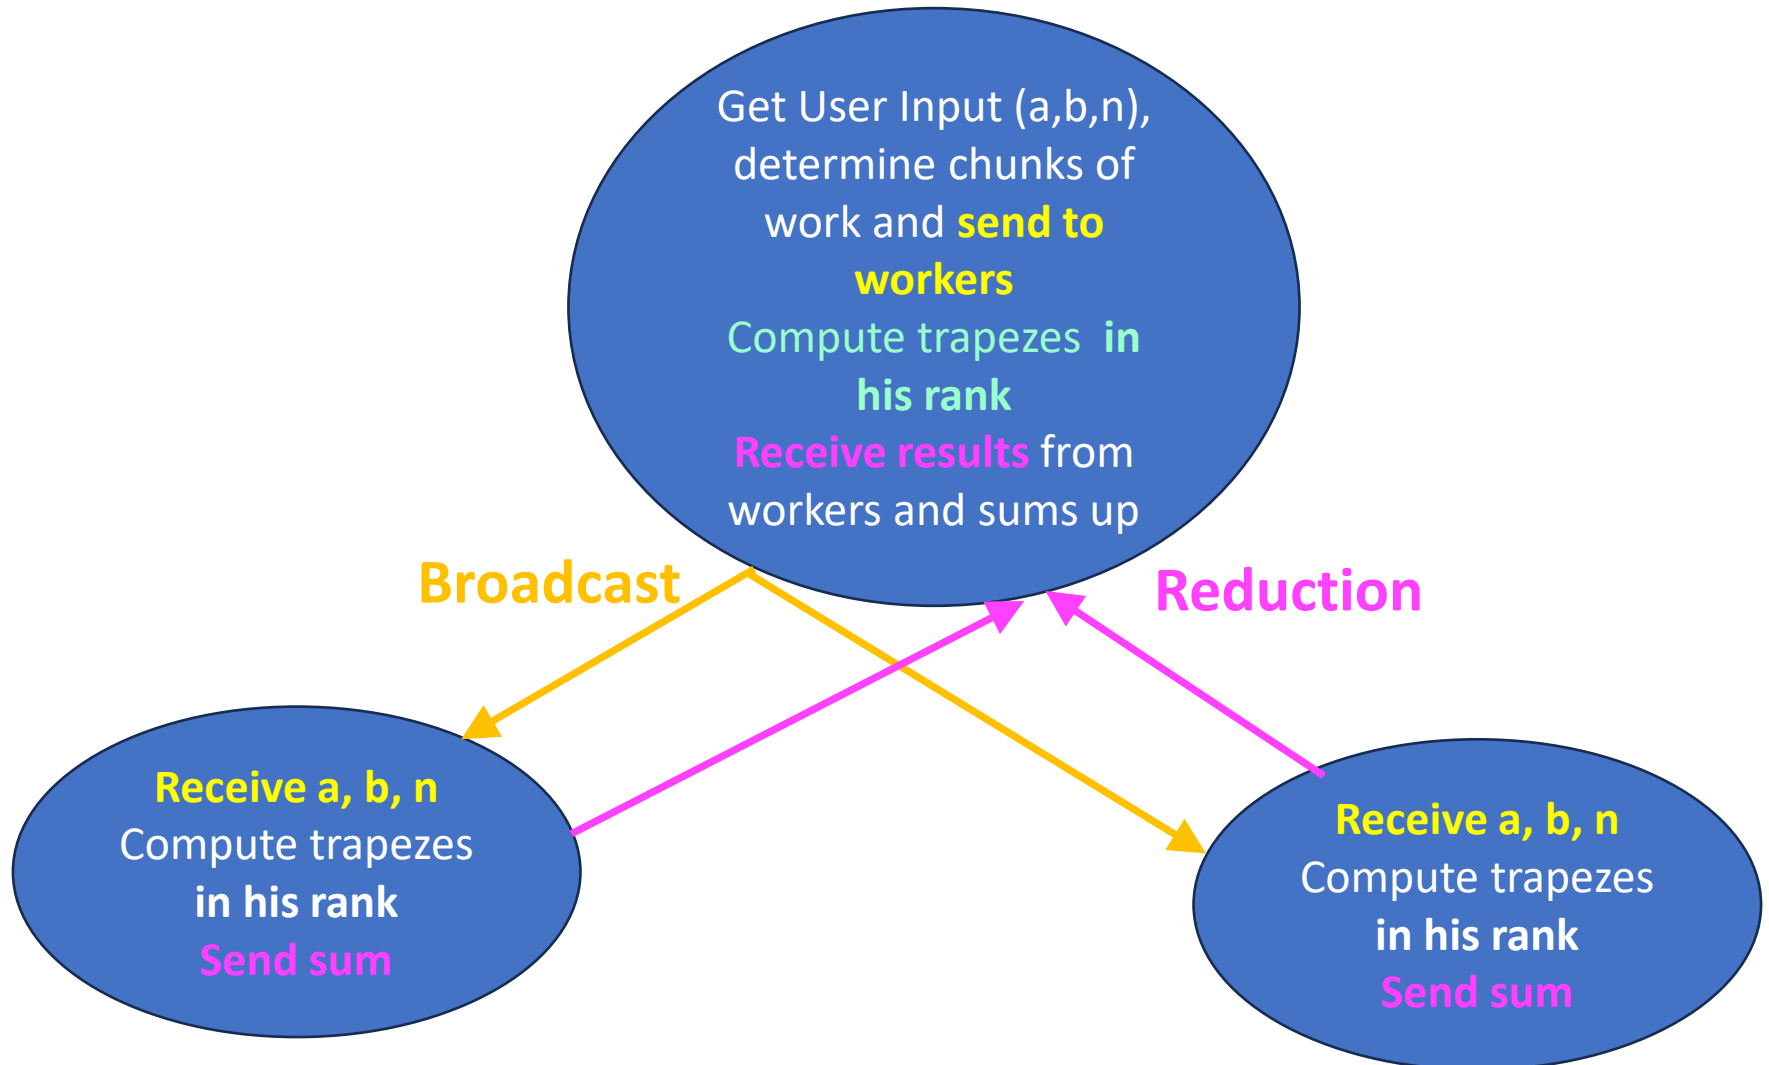 Get User Input (a,b,n),
determine chunks of
work and send to
workers
Compute trapezes in
his rank
Receive results from
workers and sums up
Broadcast
Reduction
Receive a, b, n
Compute trapezes
in his rank
Send sum
Receive a, b, n
Compute trapezes
in his rank
Send sum